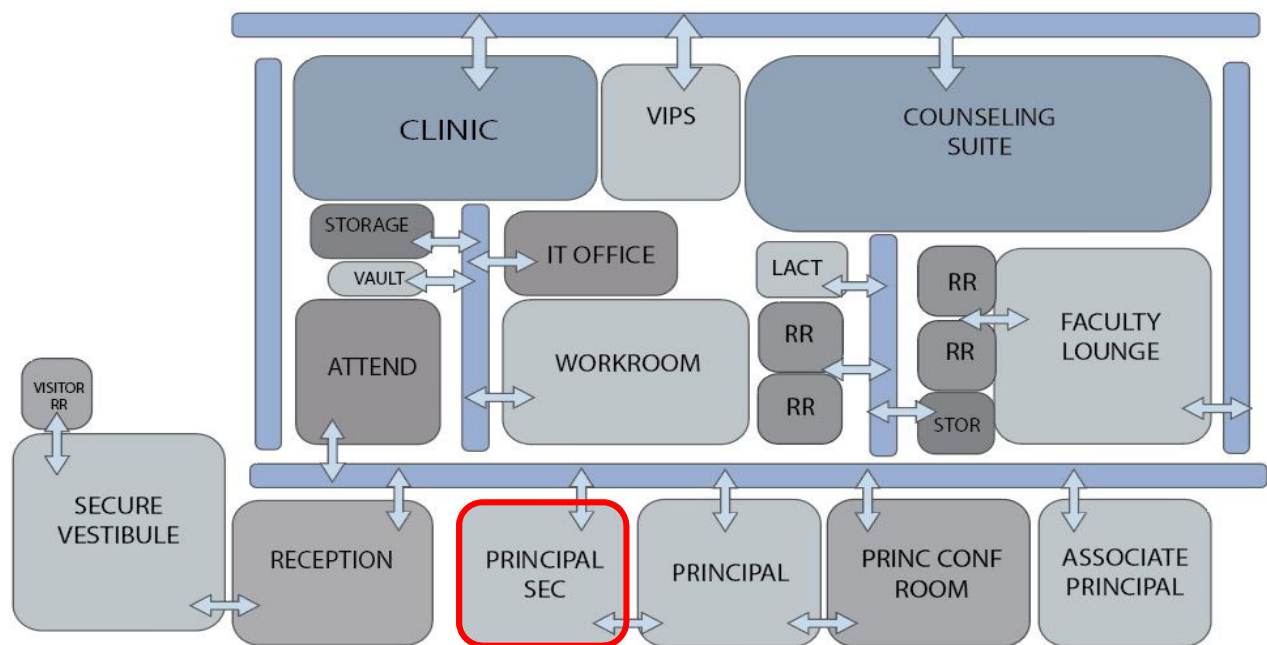 CLINIC
VIPS
COUNSELING
SUITE
STORAGE
IT OFFICE
VAULT
LACT
RR
FACULTY
LOUNGE
ATTEND
WORKROOM
RR
RR
RR
STOR
VISITOR
RR
SECURE
VESTIBULE
RECEPTION
PRINCIPAL
SEC
PRINCIPAL
PRINC CONF
ROOM
ASSOCIATE
PRINCIPAL